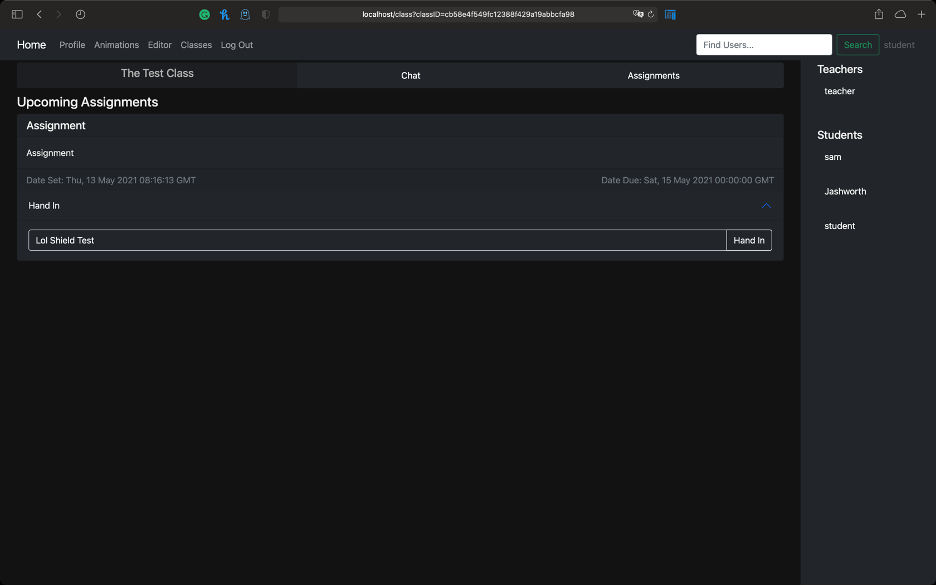 localhost/class?classID=cb58e4f549fc12388f429a19abbcfa98
Home Profile Animations Editor Classes Log Out Find Users... Search student
The Test Class Chat Assignments
Upcoming Assignments
Assignment
Assignment
Date Set: Thu, 13 May 2021 08:16:13 GMT Date Due: Sat, 15 May 2021 00:00:00 GMT
Hand In
Lol Shield Test Hand In
Teachers
teacher
Students
sam
Jashworth
student